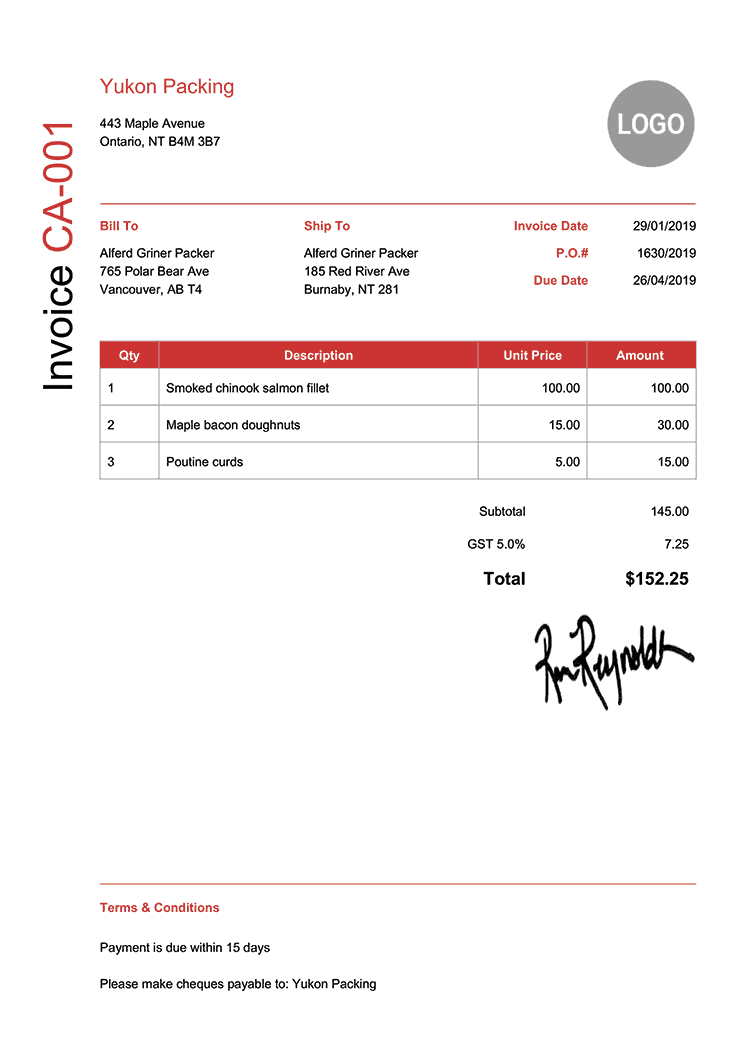 Yukon Packing
443 Maple Avenue
Ontario, NT B4M 3B7
LOGO
Invoice CA-001
Bill To
Alferd Griner Packer
765 Polar Bear Ave
Vancouver, AB T4
Ship To
Alferd Griner Packer
185 Red River Ave
Burnaby, NT 281
Invoice Date 29/01/2019
P.O.# 1630/2019
Due Date 26/04/2019
Qty Description Unit Price Amount
1 Smoked chinook salmon fillet 100.00 100.00
2 Maple bacon doughnuts 15.00 30.00
3 Poutine curds 5.00 15.00
Subtotal 145.00
GST 5.0% 7.25
Total $152.25
Terms & Conditions
Payment is due within 15 days
Please make cheques payable to: Yukon Packing